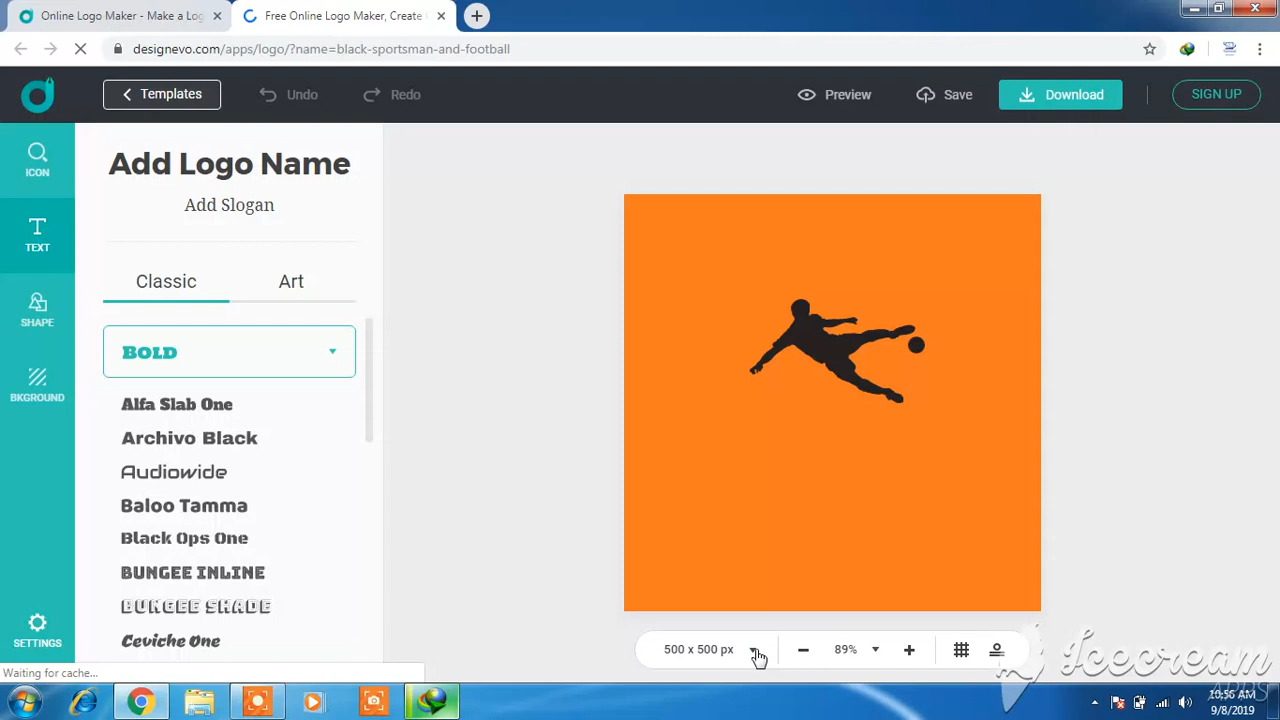 Online Logo Maker - Make a Log
Free Online Logo Maker, Create
designevo.com/apps/logo/?name=black-sportsman-and-football
Templates
Undo
Redo
Preview
Save
Download
SIGN UP
ICON
TEXT
SHAPE
BKGROUND
SETTINGS
Add Logo Name
Add Slogan
Classic
Art
BOLD
Alfa Slab One
Archivo Black
Audiowide
Baloo Tamma
Black Ops One
BUNGEE INLINE
BUNGEE SHADE
Ceviche One
500 x 500 px
89%
Waiting for cache...
Icecream
APPS
10:56 AM
9/8/2019